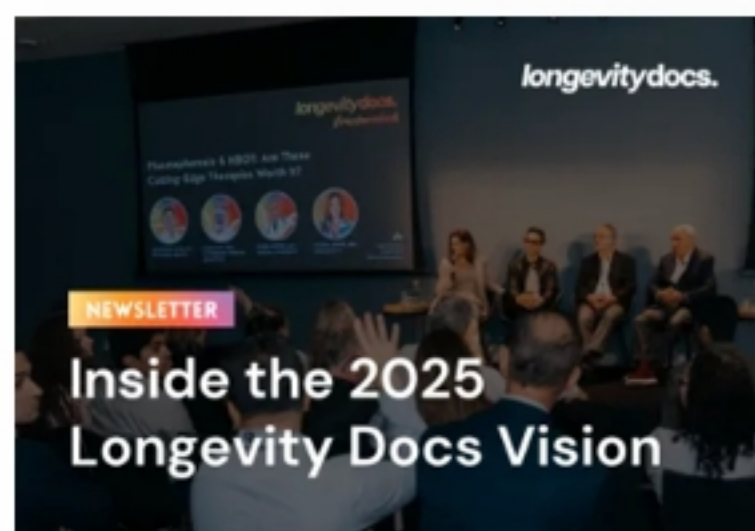 longevitydocs.
longevitydocs.
Plasmapheresis & HBOT: Are These
Cutting-Edge Therapies Worth It?
NEWSLETTER
Inside the 2025
Longevity Docs Vision